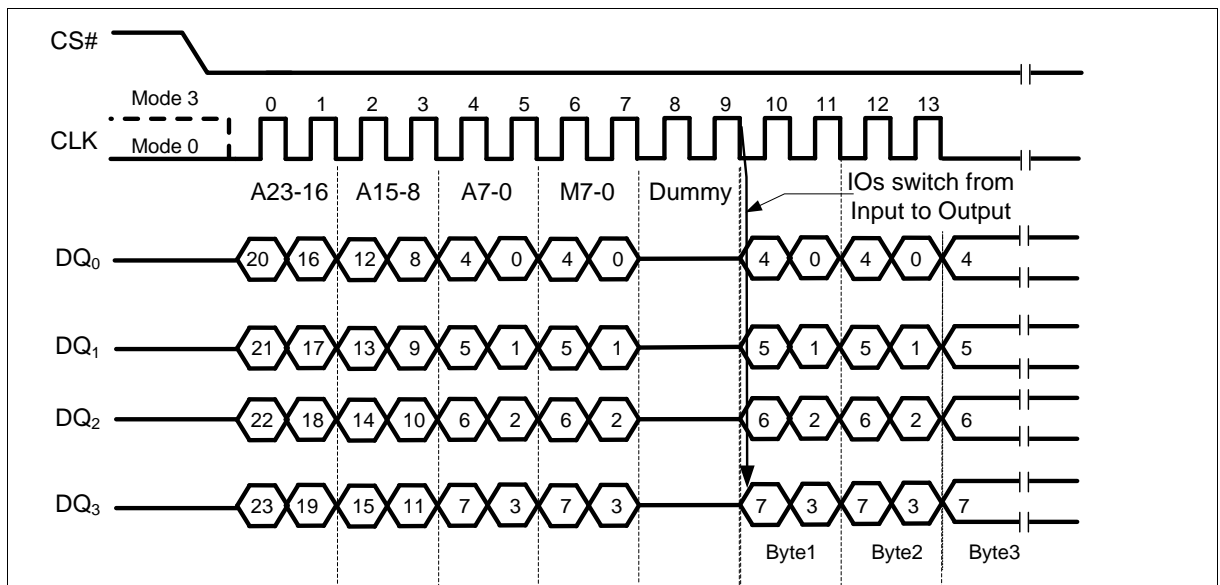 CS#
Mode 3
0 1 2 3 4 5 6 7 8 9 10 11 12 13
CLK
Mode 0
A23-16 A15-8 A7-0 M7-0 Dummy
IOs switch from
Input to Output
DQ0 20 16 12 8 4 0 4 0 4 0 4 0 4
DQ1 21 17 13 9 5 1 5 1 5 1 5 1 5
DQ2 22 18 14 10 6 2 6 2 6 2 6 2 6
DQ3 23 19 15 11 7 3 7 3 7 3 7 3 7
Byte1 Byte2 Byte3